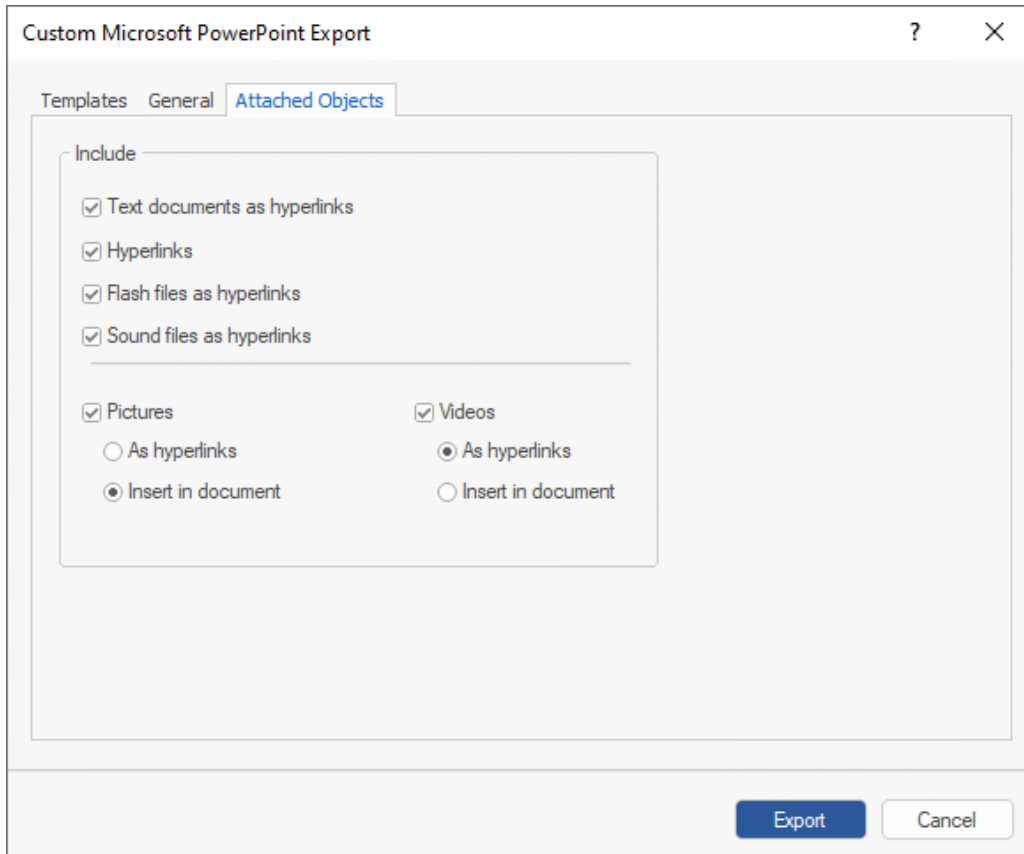 Custom Microsoft PowerPoint Export ?
Templates General Attached Objects
Include
Text documents as hyperlinks
Hyperlinks
Flash files as hyperlinks
Sound files as hyperlinks
Pictures Videos
As hyperlinks As hyperlinks
Insert in document Insert in document
Export Cancel